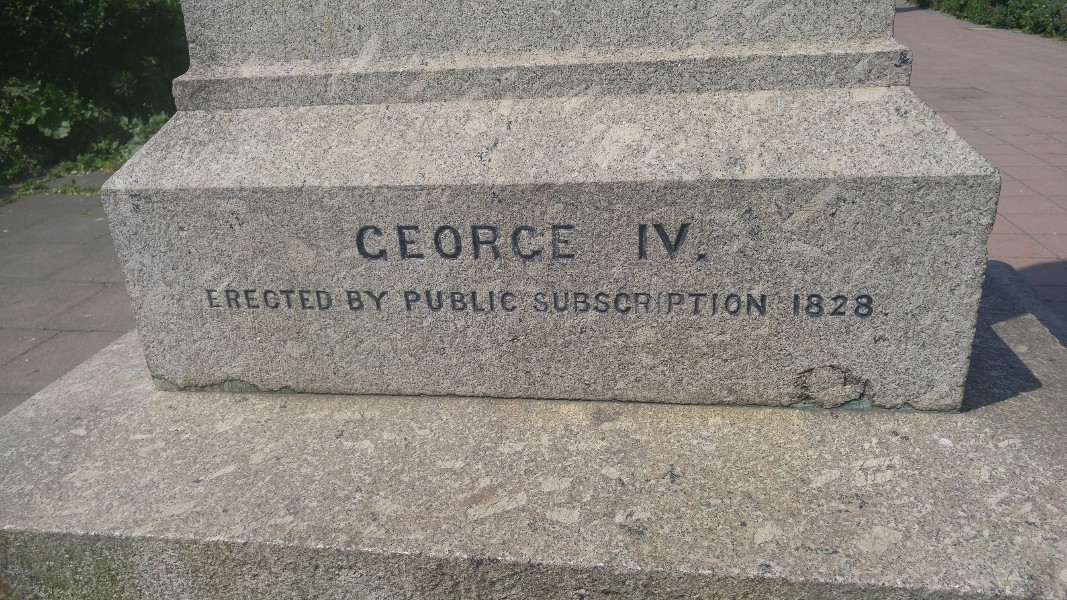 GEORGE IV.
ERECTED BY PUBLIC SUBSCRIPTION 1828.